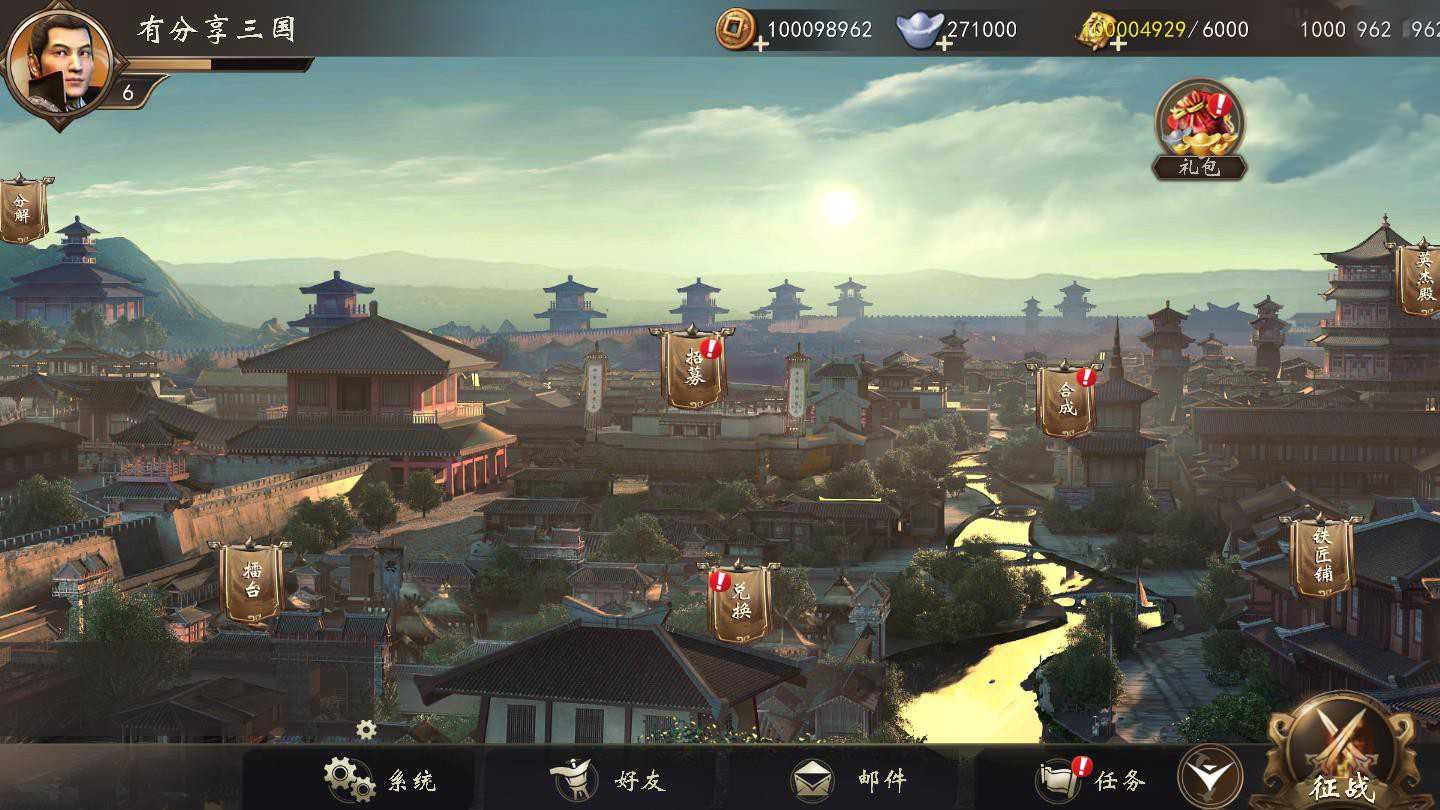 有分享三国
100098962
271000
100004929/6000
1000 962
962
6
礼包
分解
英杰殿
招募
合成
铁匠铺
擂台
兑换
系统
好友
邮件
任务
征战